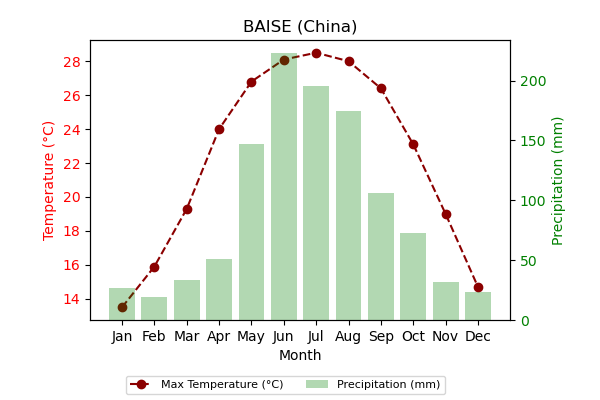 BAISE (China)
28
26
24
22
20
18
16
14
Temperature (°C)
200
150
100
50
0
Precipitation (mm)
Jan Feb Mar Apr May Jun Jul Aug Sep Oct Nov Dec
Month
Max Temperature (°C) Precipitation (mm)